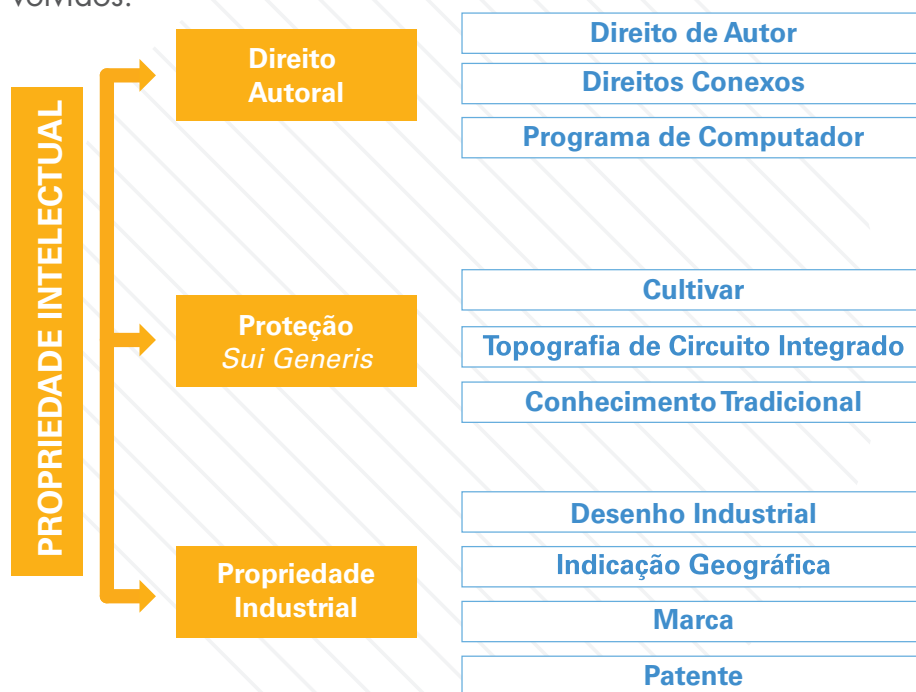 volvidos.
PROPRIEDADE INTELECTUAL
Direito
Autoral
Direito de Autor
Direitos Conexos
Programa de Computador
Proteção
Sui Generis
Cultivar
Topografia de Circuito Integrado
Conhecimento Tradicional
Propriedade
Industrial
Desenho Industrial
Indicação Geográfica
Marca
Patente